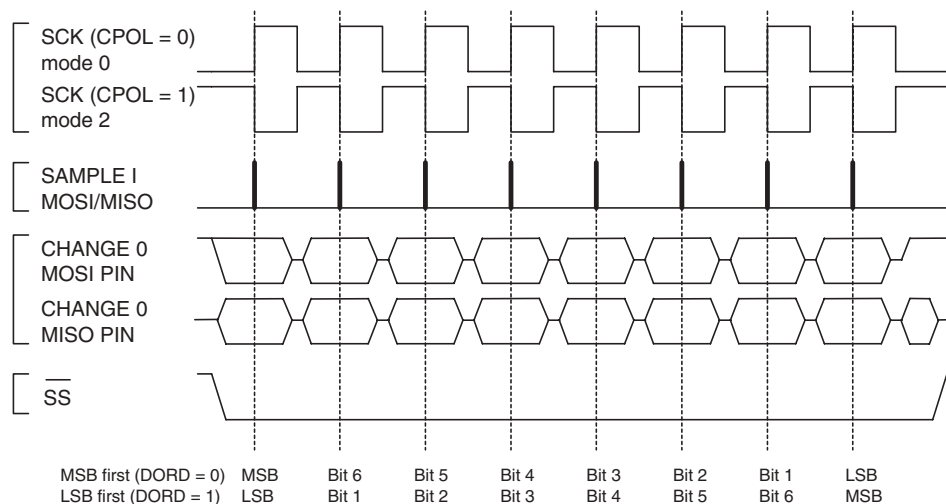 SCK (CPOL = 0)
mode 0
SCK (CPOL = 1)
mode 2
SAMPLE I
MOSI/MISO
CHANGE 0
MOSI PIN
CHANGE 0
MISO PIN
SS
MSB first (DORD = 0) MSB Bit 6 Bit 5 Bit 4 Bit 3 Bit 2 Bit 1 LSB
LSB first (DORD = 1) LSB Bit 1 Bit 2 Bit 3 Bit 4 Bit 5 Bit 6 MSB